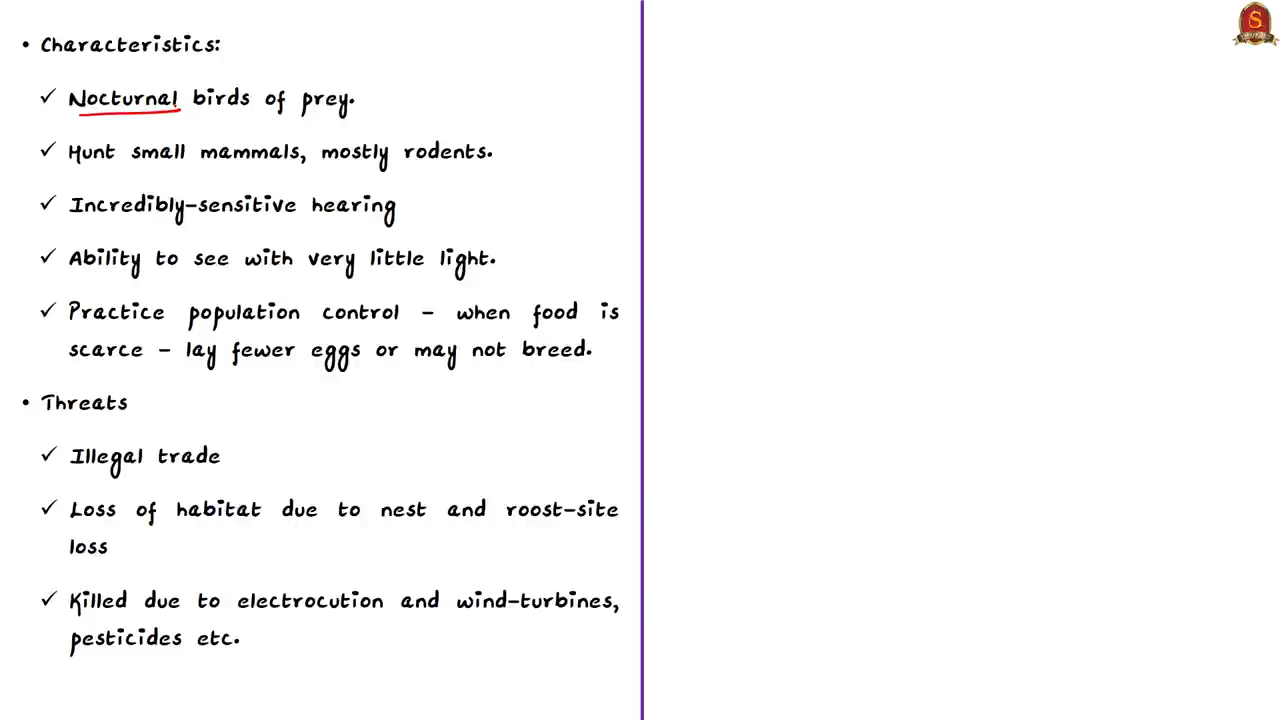 • Characteristics:
✓ Nocturnal birds of prey.
✓ Hunt small mammals, mostly rodents.
✓ Incredibly-sensitive hearing
✓ Ability to see with very little light.
✓ Practice population control – when food is
scarce – lay fewer eggs or may not breed.
• Threats
✓ Illegal trade
✓ Loss of habitat due to nest and roost-site
loss
✓ Killed due to electrocution and wind-turbines,
pesticides etc.